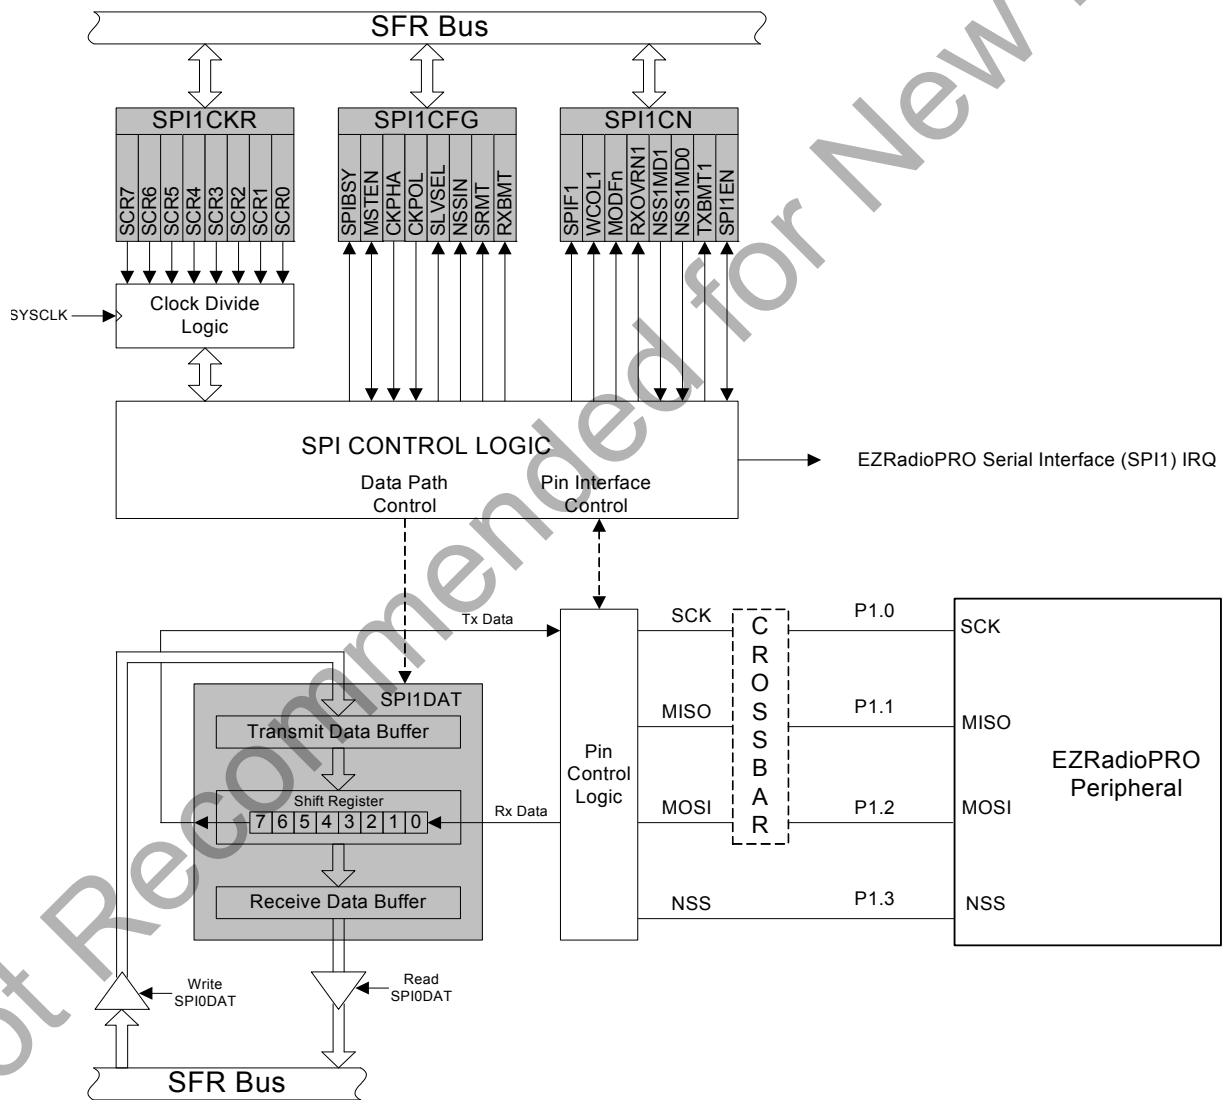 SFR Bus
SPI1CKR
SCR7
SCR6
SCR5
SCR4
SCR3
SCR2
SCR1
SCR0
SPI1CFG
SPIBSY
MSTEN
CKPHA
CKPOL
SLVSEL
NSSIN
SRMT
RXBMT
SPI1CN
SPIF1
WCOL1
MODFn
RXOVRN1
NSS1MD1
NSS1MD0
TXBMT1
SPI1EN
SYSCLK
Clock Divide
Logic
SPI CONTROL LOGIC
Data Path
Control
Pin Interface
Control
EZRadioPRO Serial Interface (SPI1) IRQ
Tx Data
SPI1DAT
Transmit Data Buffer
Shift Register
7 6 5 4 3 2 1 0
Rx Data
Receive Data Buffer
Write
SPI0DAT
Read
SPI0DAT
SFR Bus
Pin
Control
Logic
SCK
MISO
MOSI
NSS
CROSSBAR
P1.0
P1.1
P1.2
P1.3
SCK
MISO
MOSI
NSS
EZRadioPRO
Peripheral
ot Recommended for New